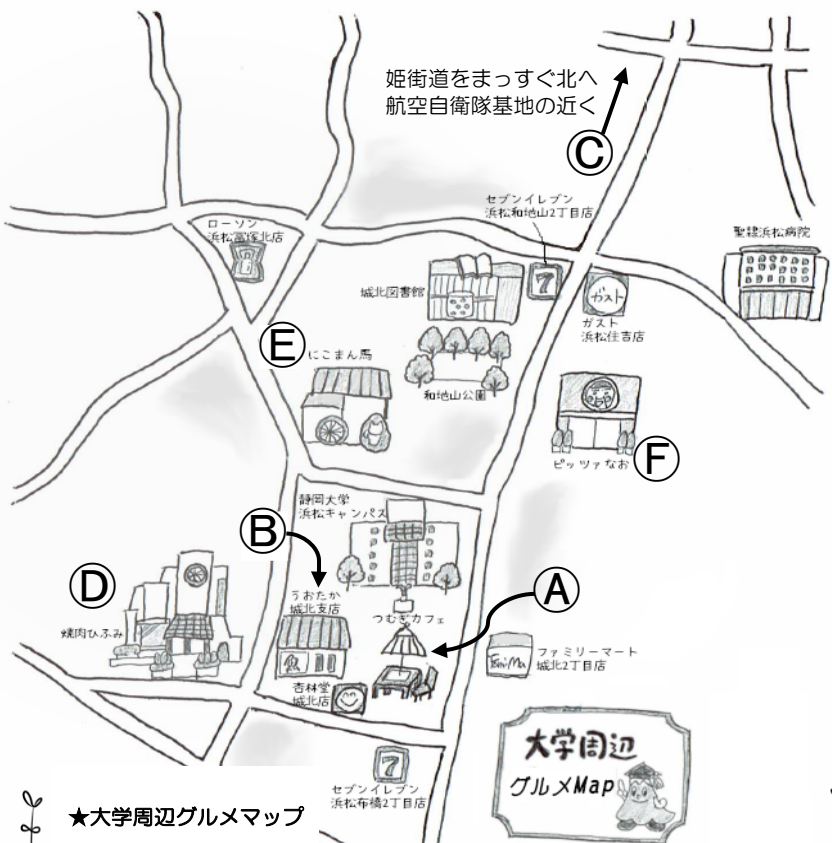 姫街道をまっすぐ北へ
航空自衛隊基地の近く
C
セブンイレブン
浜松和地山2丁目店
7
ローソン
浜松富塚北店
聖隷浜松病院
城北図書館
ガスト
ガスト
浜松住吉店
E
にこまん馬
和地山公園
ピッツァなお
F
静岡大学
浜松キャンパス
B
うおたか
城北支店
D
焼肉ひふみ
A
つむぎカフェ
魚
FamiMa
ファミリーマート
城北2丁目店
杏林堂
城北店
7
セブンイレブン
浜松布橋2丁目店
大学周辺
グルメMap
★大学周辺グルメマップ